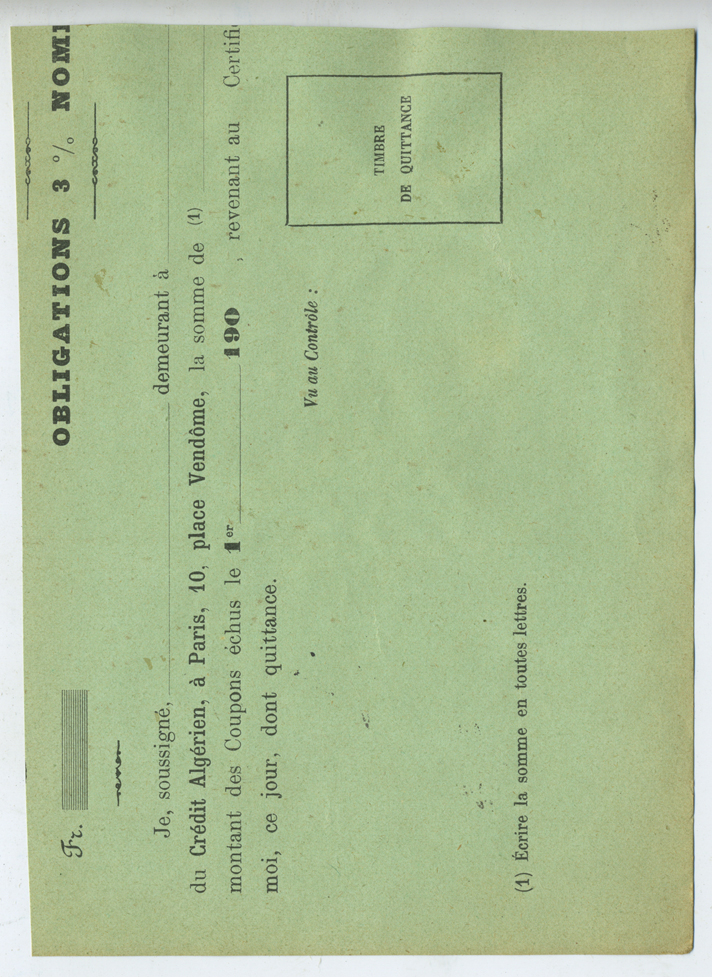 OBLIGATIONS 3 % NOMI
Fr.
Je, soussigné, demeurant à
du Crédit Algérien, à Paris, 10, place Vendôme, la somme de (1)
montant des Coupons échus le 1er 190 , revenant au Certifi
moi, ce jour, dont quittance.
Vu au Contrôle :
TIMBRE
DE QUITTANCE
(1) Écrire la somme en toutes lettres.